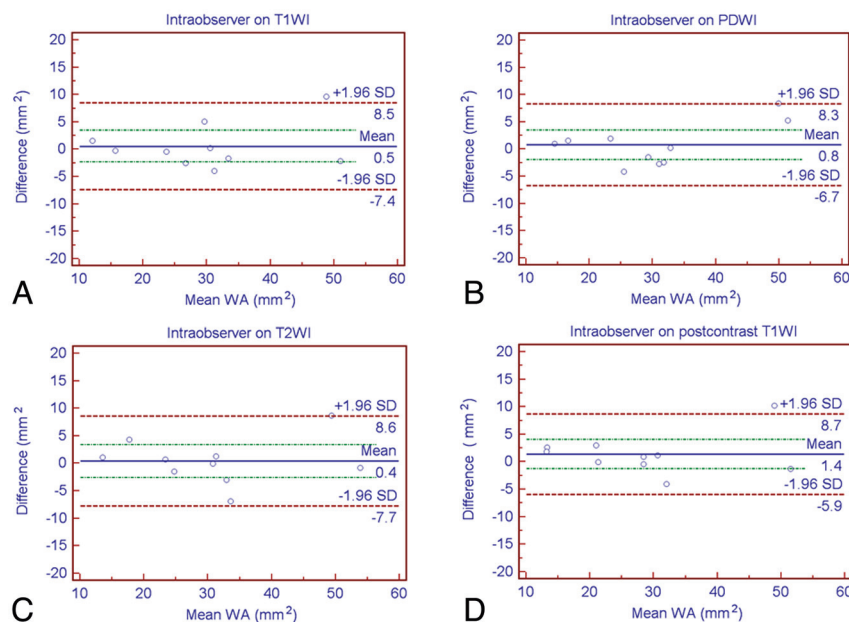 Intraobserver on T1WI
20
15
10
5
0
-5
-10
-15
-20
Difference (mm²)
+1.96 SD
8.5
Mean
0.5
-1.96 SD
-7.4
10 20 30 40 50 60
Mean WA (mm²)
A
Intraobserver on PDWI
20
15
10
5
0
-5
-10
-15
-20
Difference (mm²)
+1.96 SD
8.3
Mean
0.8
-1.96 SD
-6.7
10 20 30 40 50 60
Mean WA (mm²)
B
Intraobserver on T2WI
20
15
10
5
0
-5
-10
-15
-20
Difference (mm²
+1.96 SD
8.6
Mean
0.4
-1.96 SD
-7.7
10 20 30 40 50 60
Mean WA (mm²)
C
Intraobserver on postcontrast T1WI
20
15
10
5
0
-5
-10
-15
-20
Difference ( mm²)
+1.96 SD
8.7
Mean
1.4
-1.96 SD
-5.9
10 20 30 40 50 60
Mean WA (mm²)
D